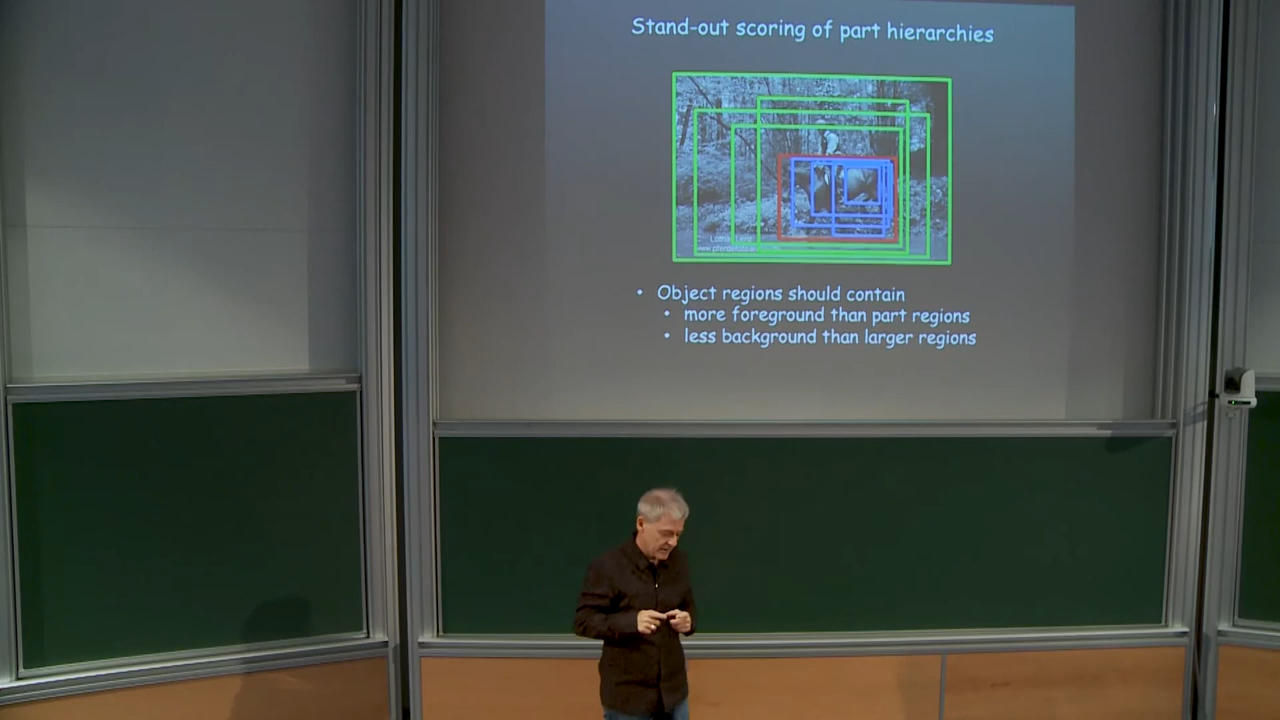 Stand-out scoring of part hierarchies
• Object regions should contain
• more foreground than part regions
• less background than larger regions